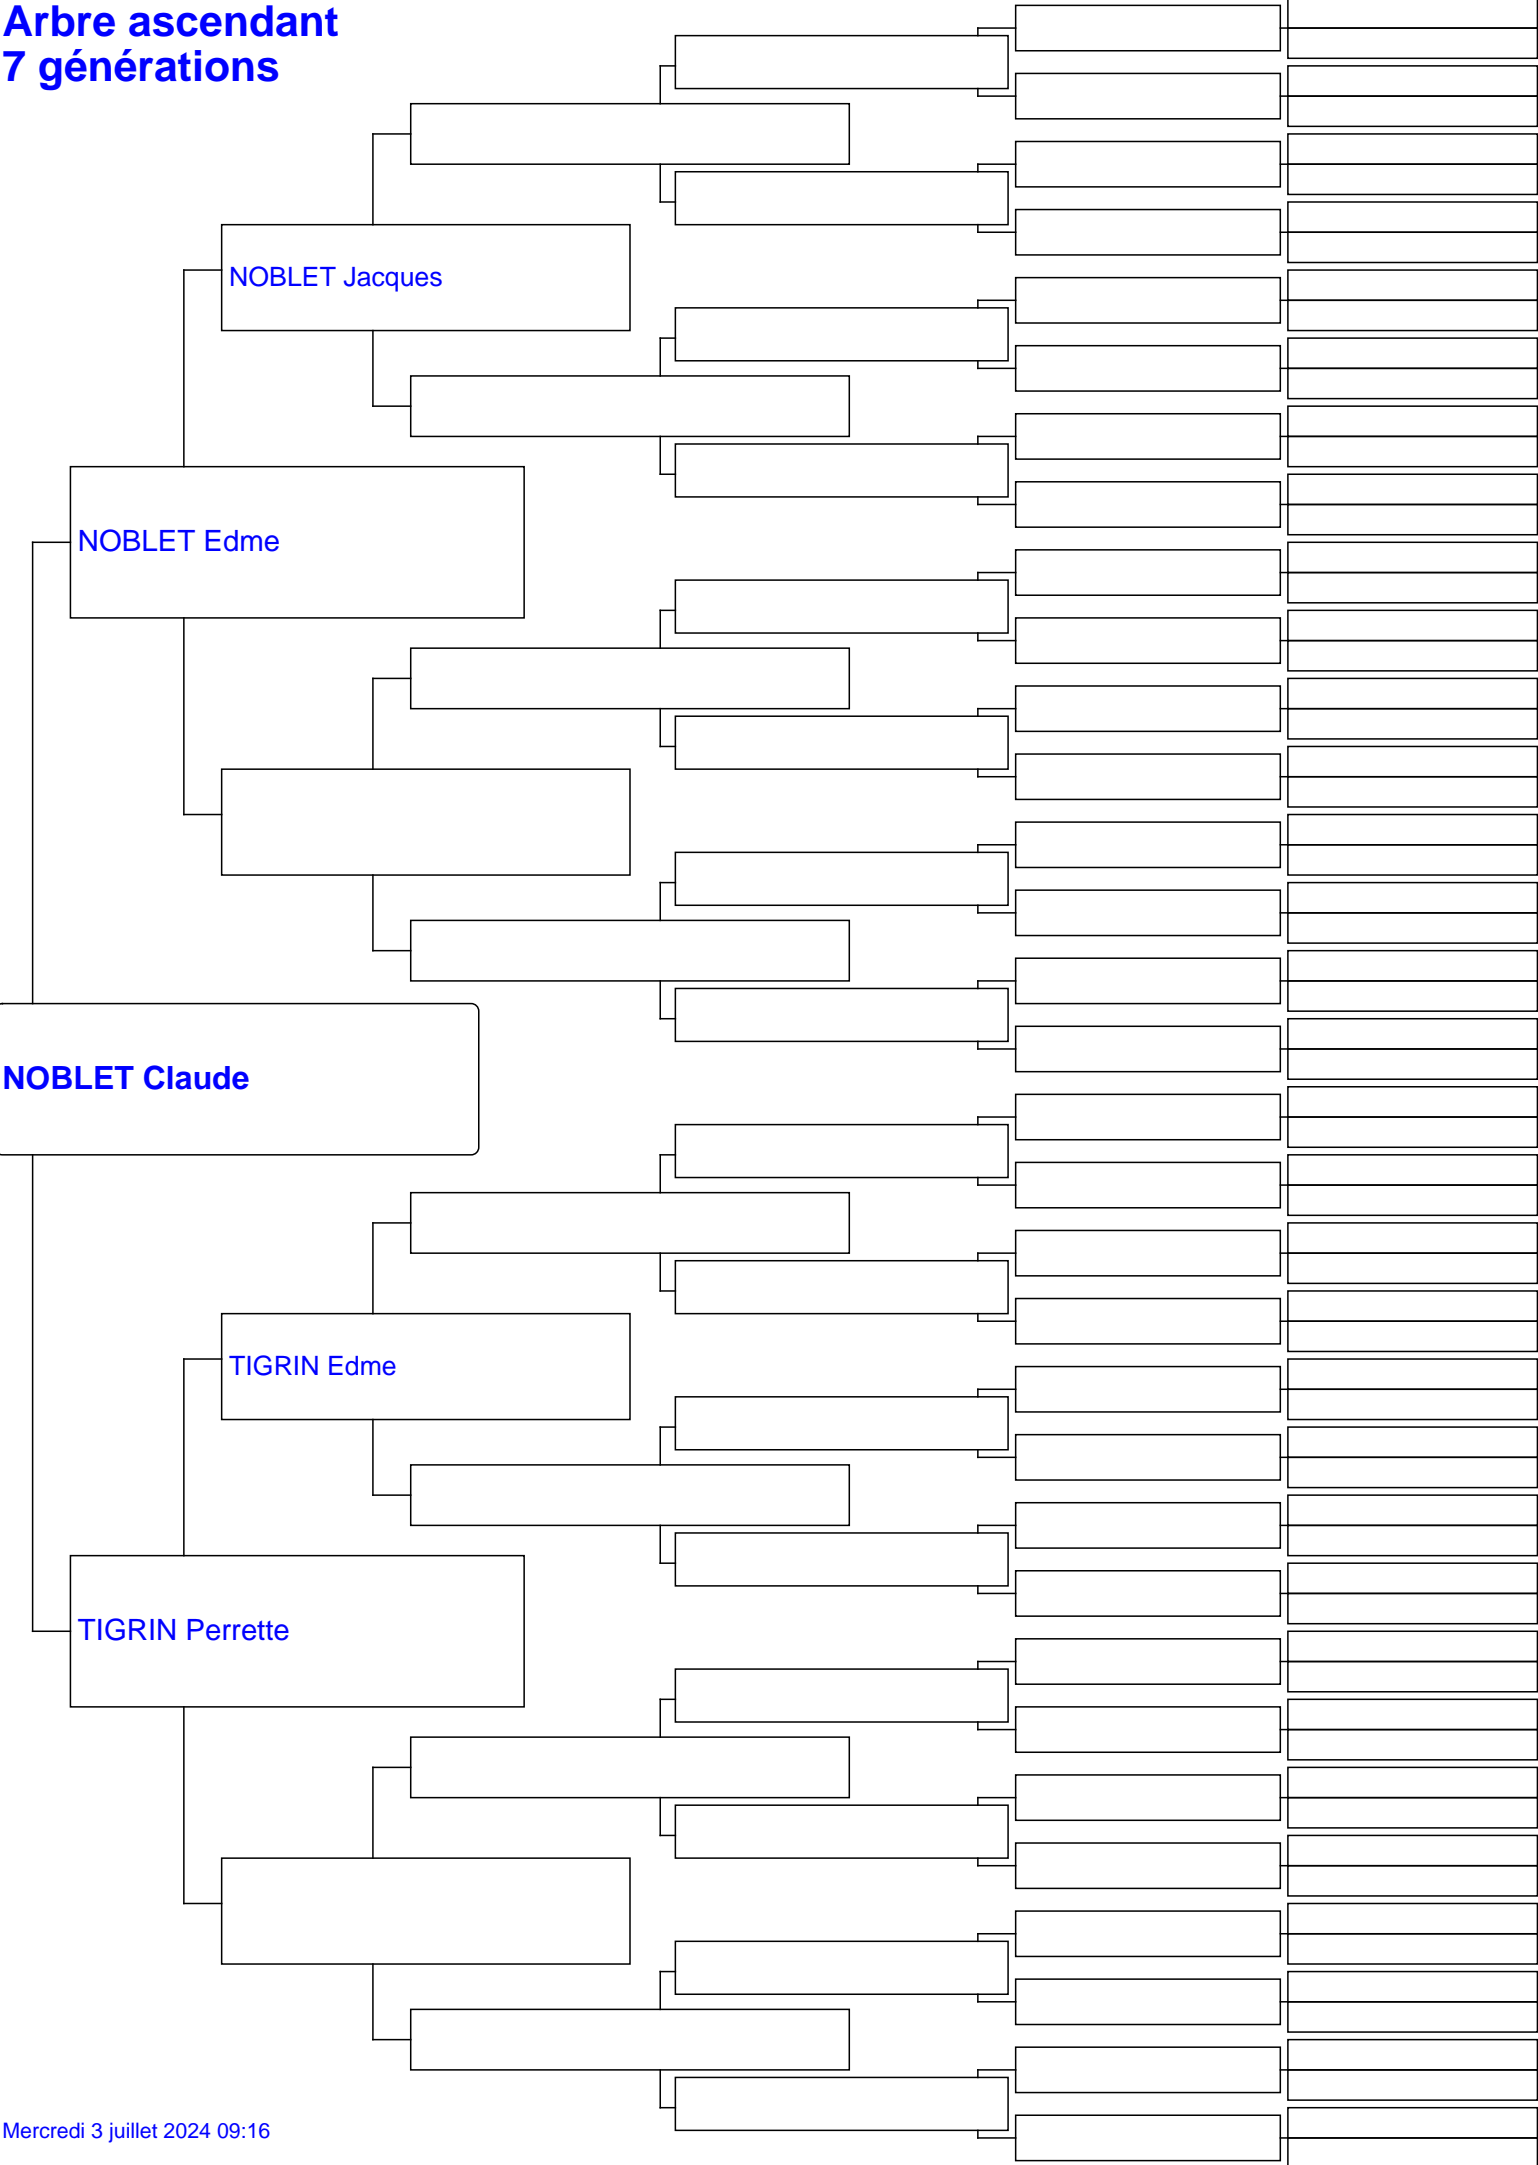 Arbre ascendant
7 générations
NOBLET Jacques
NOBLET Edme
NOBLET Claude
TIGRIN Edme
TIGRIN Perrette
Mercredi 3 juillet 2024 09:16